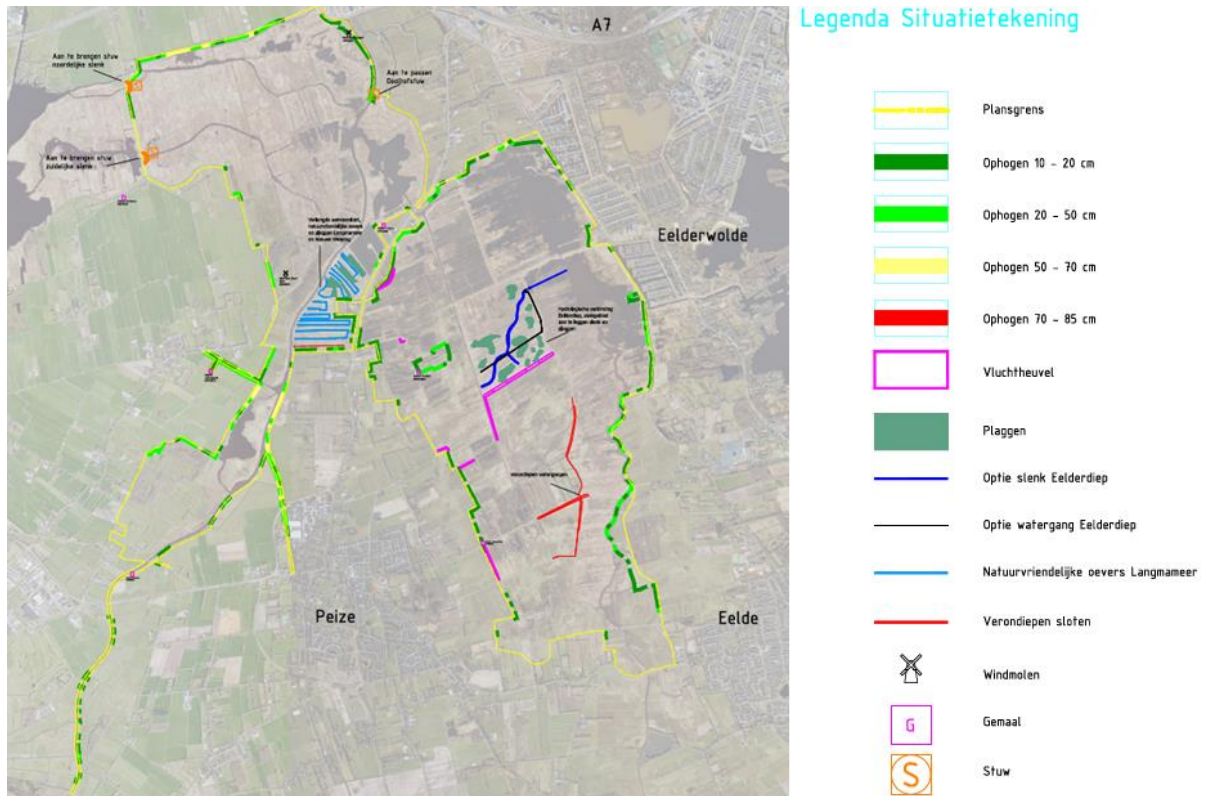 Legenda Situatietekening
A7
Aan te brengen stuw
noordelijke slenk
Aan te passen
Aan te brengen stuw
zuidelijke slenk
Eelderwolde
verondiepen watergangen
Peize
Eelde
Plansgrens
Ophogen 10 - 20 cm
Ophogen 20 - 50 cm
Ophogen 50 - 70 cm
Ophogen 70 - 85 cm
Vluchtheuvel
Plaggen
Optie slenk Eelderdiep
Optie watergang Eelderdiep
Natuurvriendelijke oevers Langmameer
Verondiepen sloten
Windmolen
G
Gemaal
S
Stuw